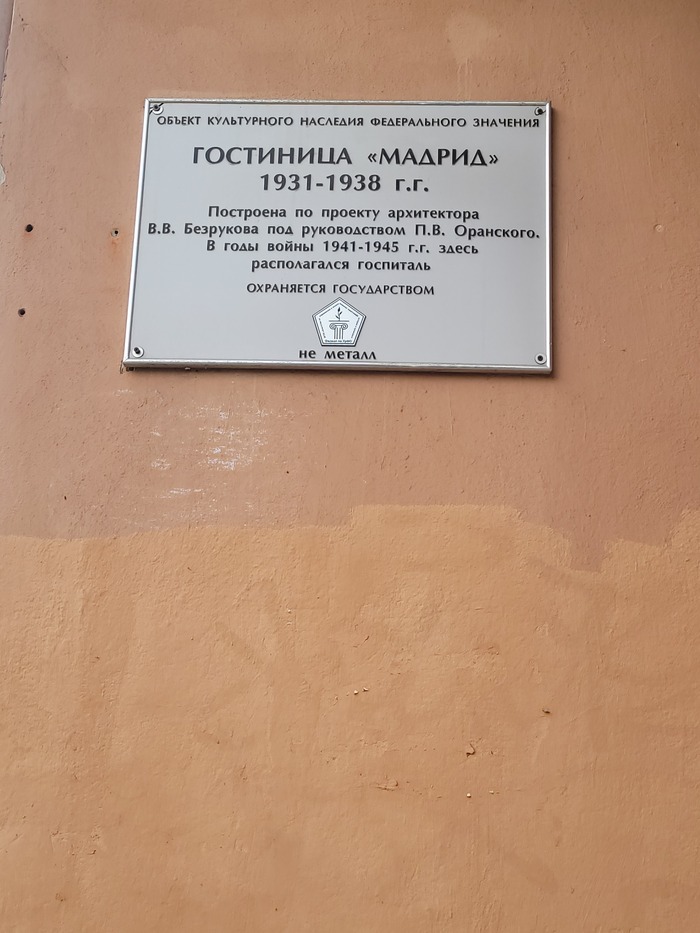 ОБЪЕКТ КУЛЬТУРНОГО НАСЛЕДИЯ ФЕДЕРАЛЬНОГО ЗНАЧЕНИЯ
ГОСТИНИЦА «МАДРИД»
1931-1938 г.г.
Построена по проекту архитектора
В.В. Безрукова под руководством П.В. Оранского.
В годы войны 1941-1945 г.г. здесь
располагался госпиталь
ОХРАНЯЕТСЯ ГОСУДАРСТВОМ
не металл